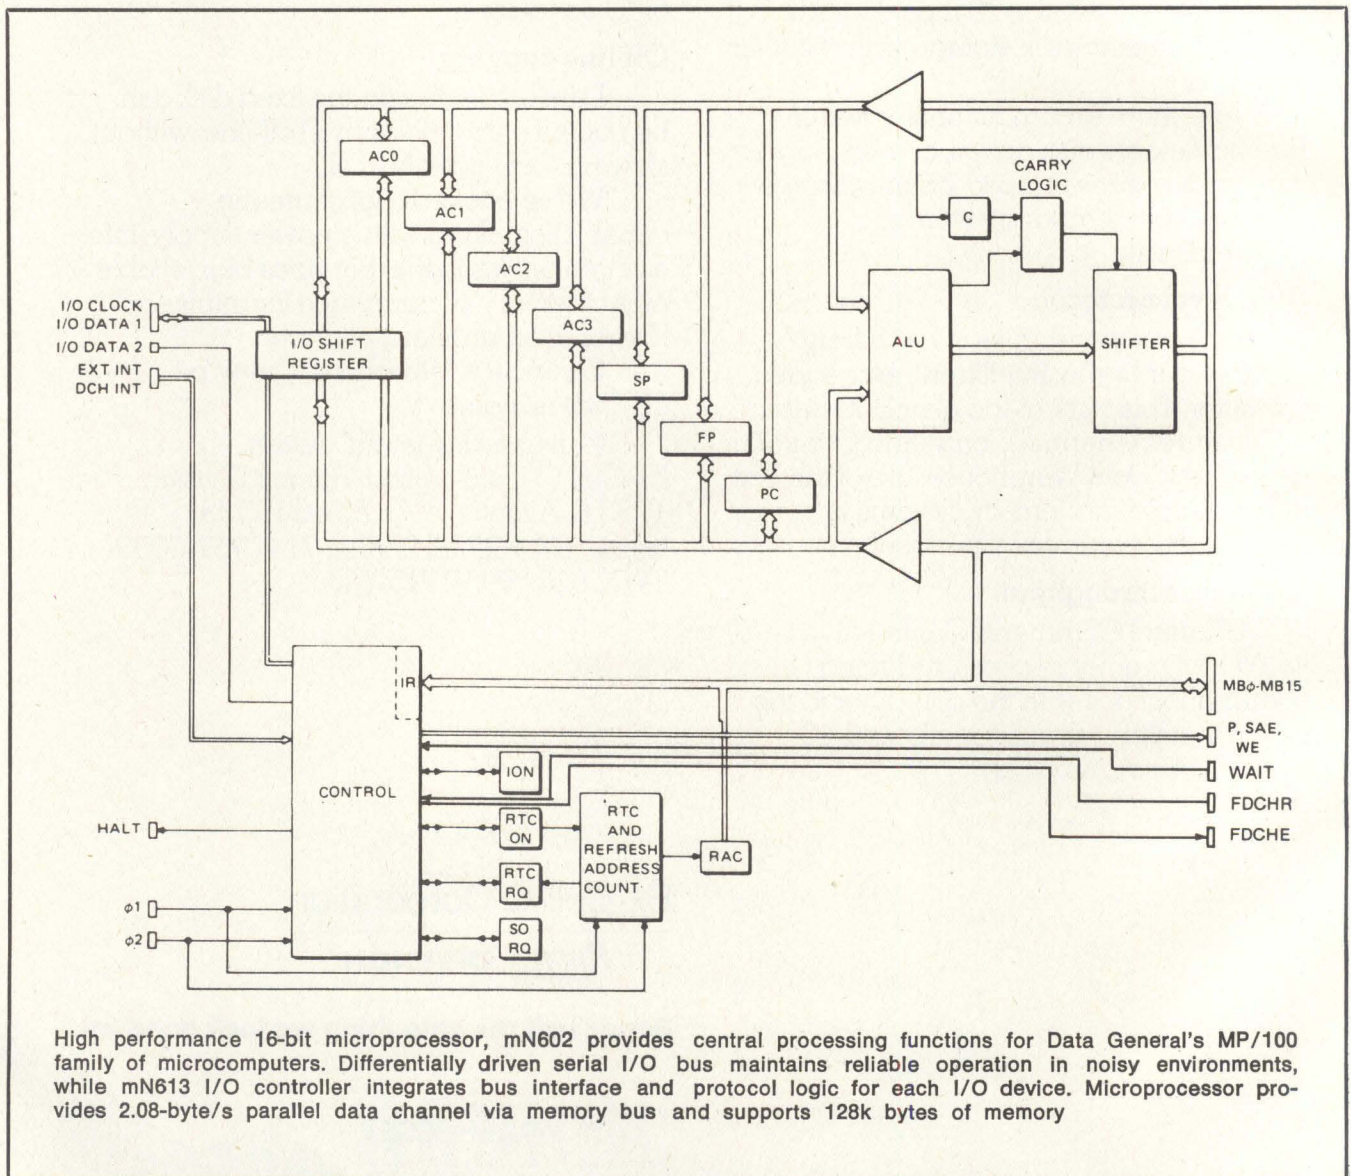 AC0
AC1
AC2
AC3
SP
FP
PC
CARRY
LOGIC
C
ALU
SHIFTER
I/O CLOCK
I/O DATA 1
I/O DATA 2
EXT INT
DCH INT
I/O SHIFT
REGISTER
IR
CONTROL
ION
RTC
ON
RTC
RQ
SO
RQ
RTC
AND
REFRESH
ADDRESS
COUNT
RAC
HALT
φ1
φ2
MBφ-MB15
P, SAE,
WE
WAIT
FDCHR
FDCHE
High performance 16-bit microprocessor, mN602 provides central processing functions for Data General's MP/100
family of microcomputers. Differentially driven serial I/O bus maintains reliable operation in noisy environments,
while mN613 I/O controller integrates bus interface and protocol logic for each I/O device. Microprocessor pro-
vides 2.08-byte/s parallel data channel via memory bus and supports 128k bytes of memory